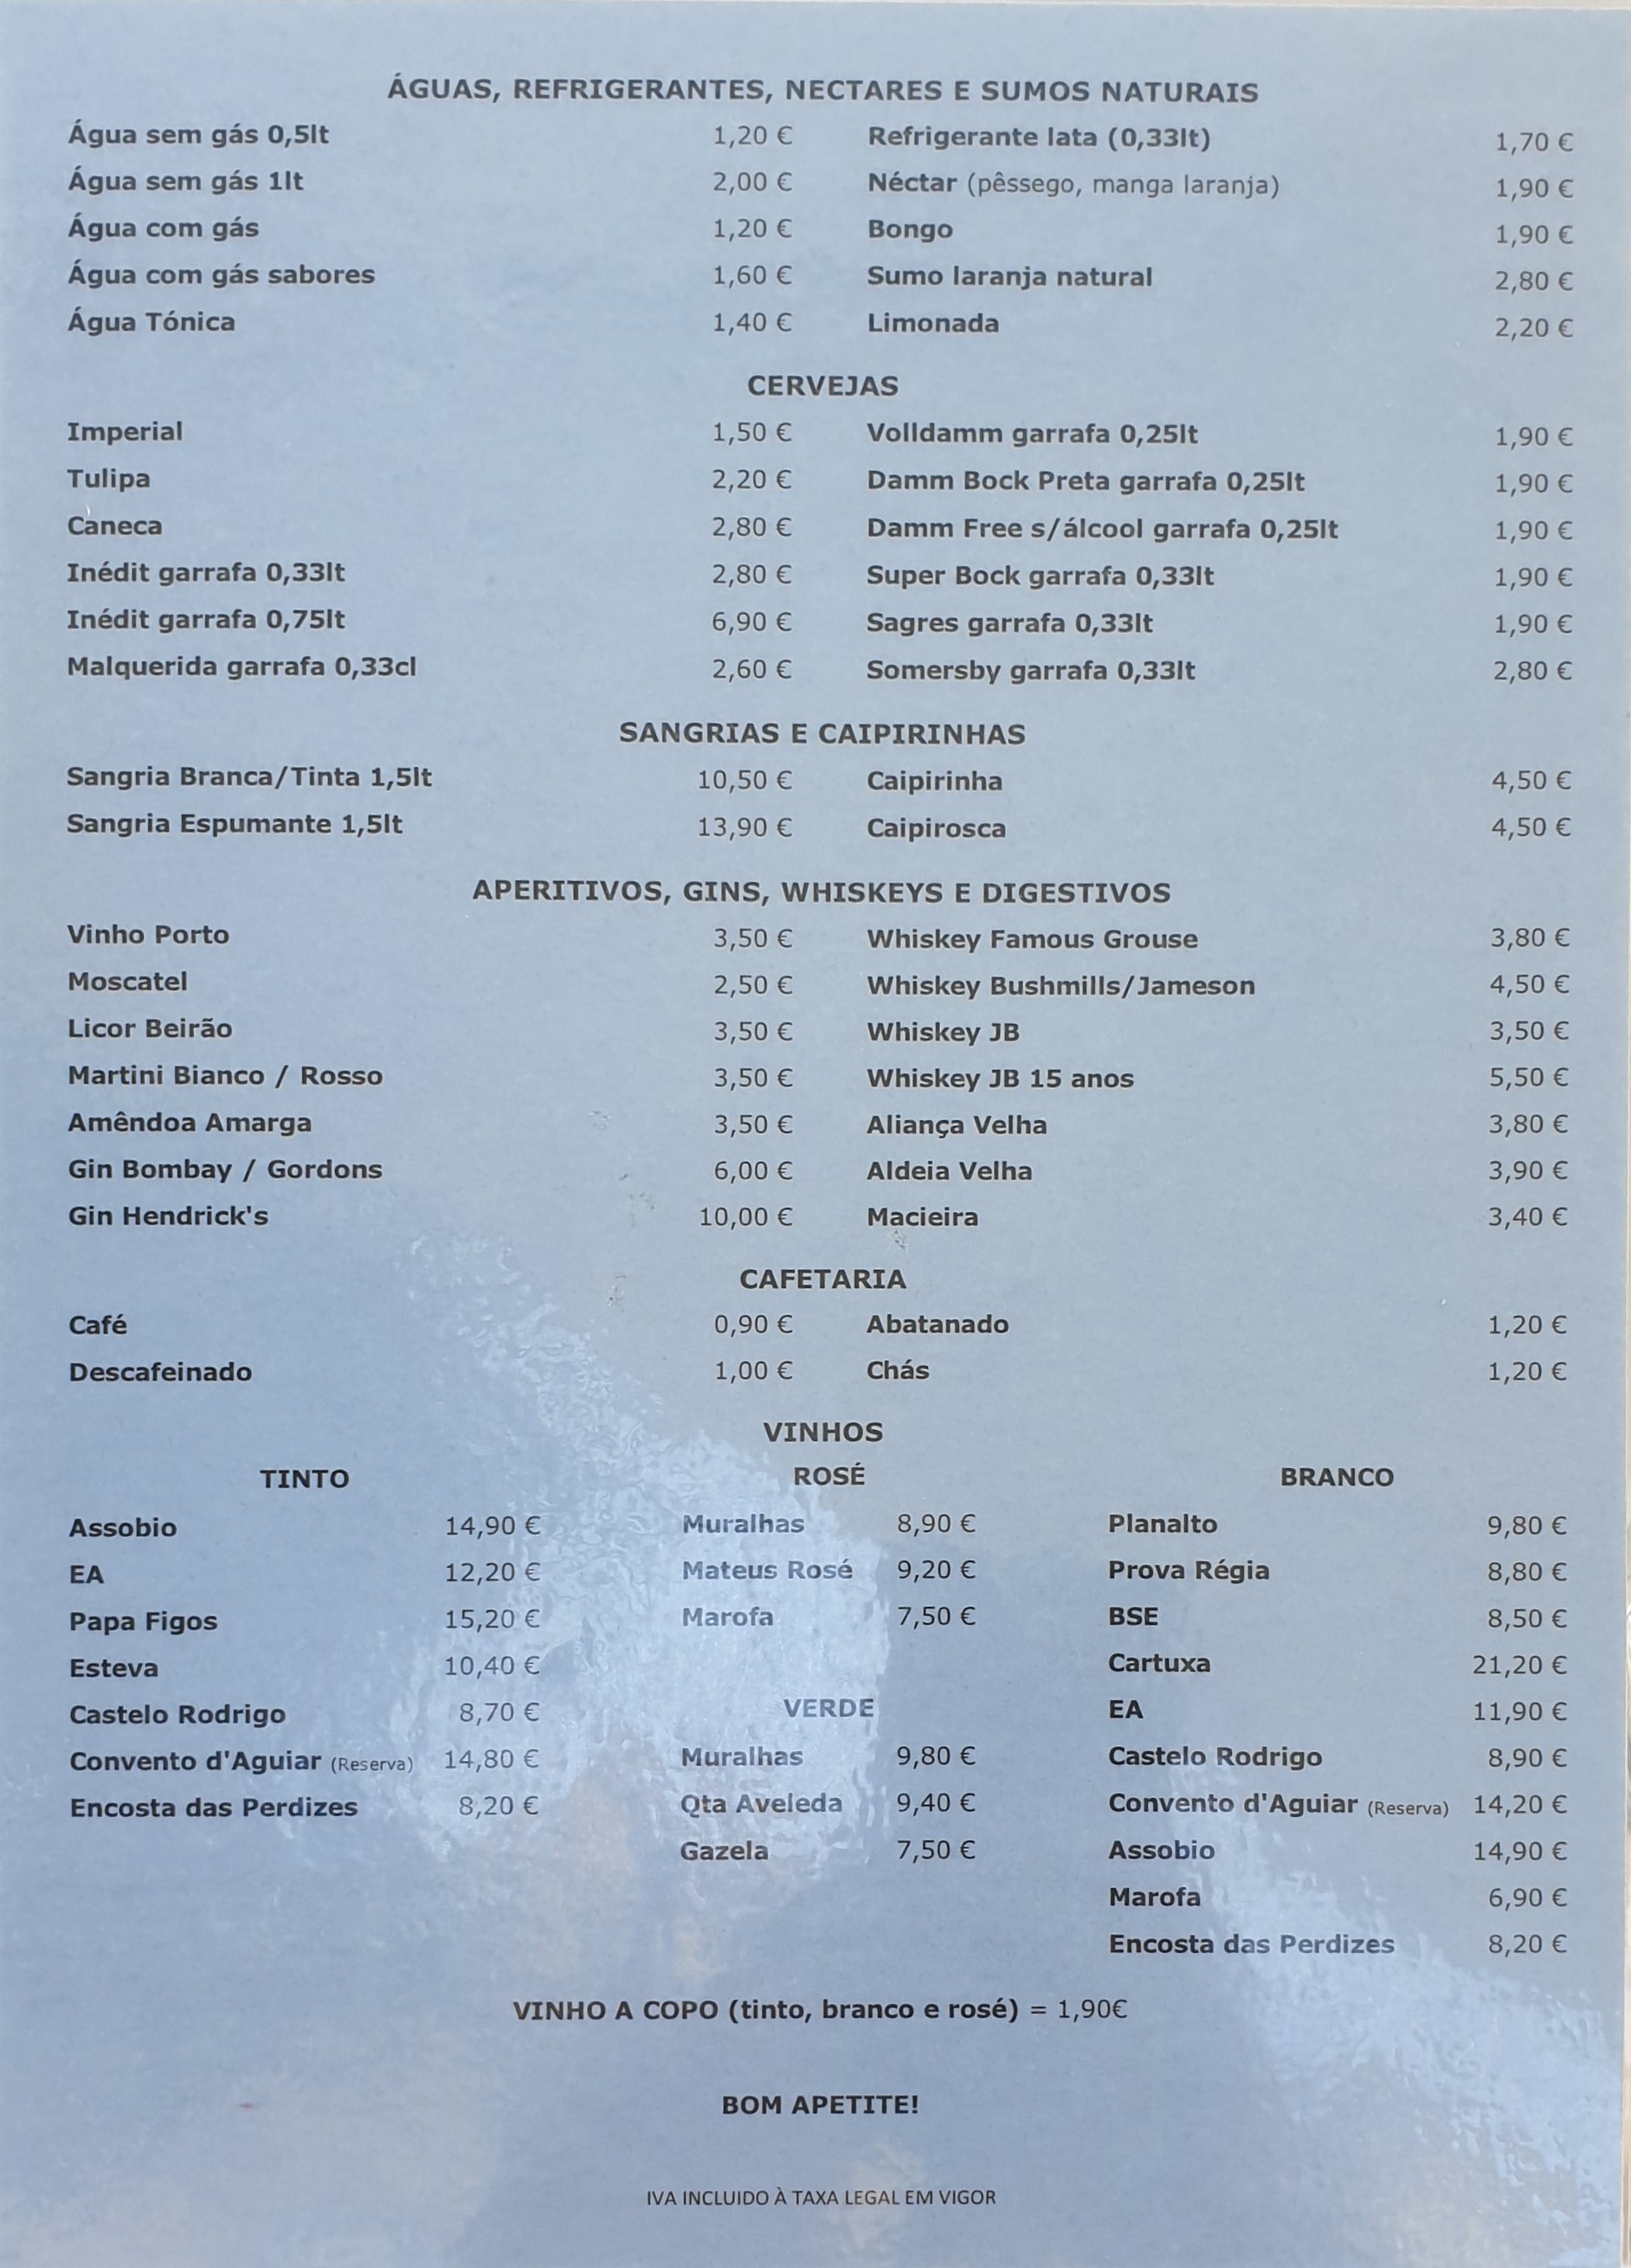 ÁGUAS, REFRIGERANTES, NECTARES E SUMOS NATURAIS
Água sem gás 0,5lt 1,20 € Refrigerante lata (0,33lt) 1,70 €
Água sem gás 1lt 2,00 € Néctar (pêssego, manga laranja) 1,90 €
Água com gás 1,20 € Bongo 1,90 €
Água com gás sabores 1,60 € Sumo laranja natural 2,80 €
Água Tónica 1,40 € Limonada 2,20 €
CERVEJAS
Imperial 1,50 € Volldamm garrafa 0,25lt 1,90 €
Tulipa 2,20 € Damm Bock Preta garrafa 0,25lt 1,90 €
Caneca 2,80 € Damm Free s/álcool garrafa 0,25lt 1,90 €
Inédit garrafa 0,33lt 2,80 € Super Bock garrafa 0,33lt 1,90 €
Inédit garrafa 0,75lt 6,90 € Sagres garrafa 0,33lt 1,90 €
Malquerida garrafa 0,33cl 2,60 € Somersby garrafa 0,33lt 2,80 €
SANGRIAS E CAIPIRINHAS
Sangria Branca/Tinta 1,5lt 10,50 € Caipirinha 4,50 €
Sangria Espumante 1,5lt 13,90 € Caipirosca 4,50 €
APERITIVOS, GINS, WHISKEYS E DIGESTIVOS
Vinho Porto 3,50 € Whiskey Famous Grouse 3,80 €
Moscatel 2,50 € Whiskey Bushmills/Jameson 4,50 €
Licor Beirão 3,50 € Whiskey JB 3,50 €
Martini Bianco / Rosso 3,50 € Whiskey JB 15 anos 5,50 €
Amêndoa Amarga 3,50 € Aliança Velha 3,80 €
Gin Bombay / Gordons 6,00 € Aldeia Velha 3,90 €
Gin Hendrick's 10,00 € Macieira 3,40 €
CAFETARIA
Café 0,90 € Abatanado 1,20 €
Descafeinado 1,00 € Chás 1,20 €
VINHOS
TINTO
Assobio 14,90 €
EA 12,20 €
Papa Figos 15,20 €
Esteva 10,40 €
Castelo Rodrigo 8,70 €
Convento d'Aguiar (Reserva) 14,80 €
Encosta das Perdizes 8,20 €
ROSÉ
Muralhas 8,90 €
Mateus Rosé 9,20 €
Marofa 7,50 €
VERDE
Muralhas 9,80 €
Qta Aveleda 9,40 €
Gazela 7,50 €
BRANCO
Planalto 9,80 €
Prova Régia 8,80 €
BSE 8,50 €
Cartuxa 21,20 €
EA 11,90 €
Castelo Rodrigo 8,90 €
Convento d'Aguiar (Reserva) 14,20 €
Assobio 14,90 €
Marofa 6,90 €
Encosta das Perdizes 8,20 €
VINHO A COPO (tinto, branco e rosé) = 1,90€
BOM APETITE!
IVA INCLUIDO À TAXA LEGAL EM VIGOR